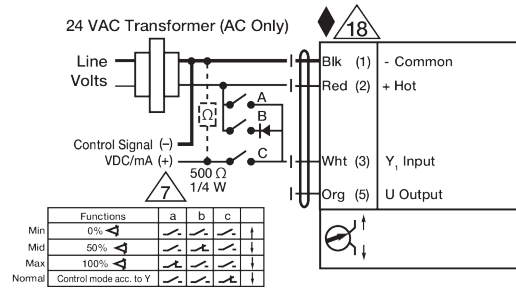 24 VAC Transformer (AC Only)
18
Line
Volts
Blk (1) - Common
Red (2) + Hot
A
Ω
B
Control Signal (−)
VDC/mA (+)
C
Wht (3) Y1 Input
500 Ω
1/4 W
7
Org (5) U Output
Functions a b c
Min 0%
Mid 50%
Max 100%
Normal Control mode acc. to Y